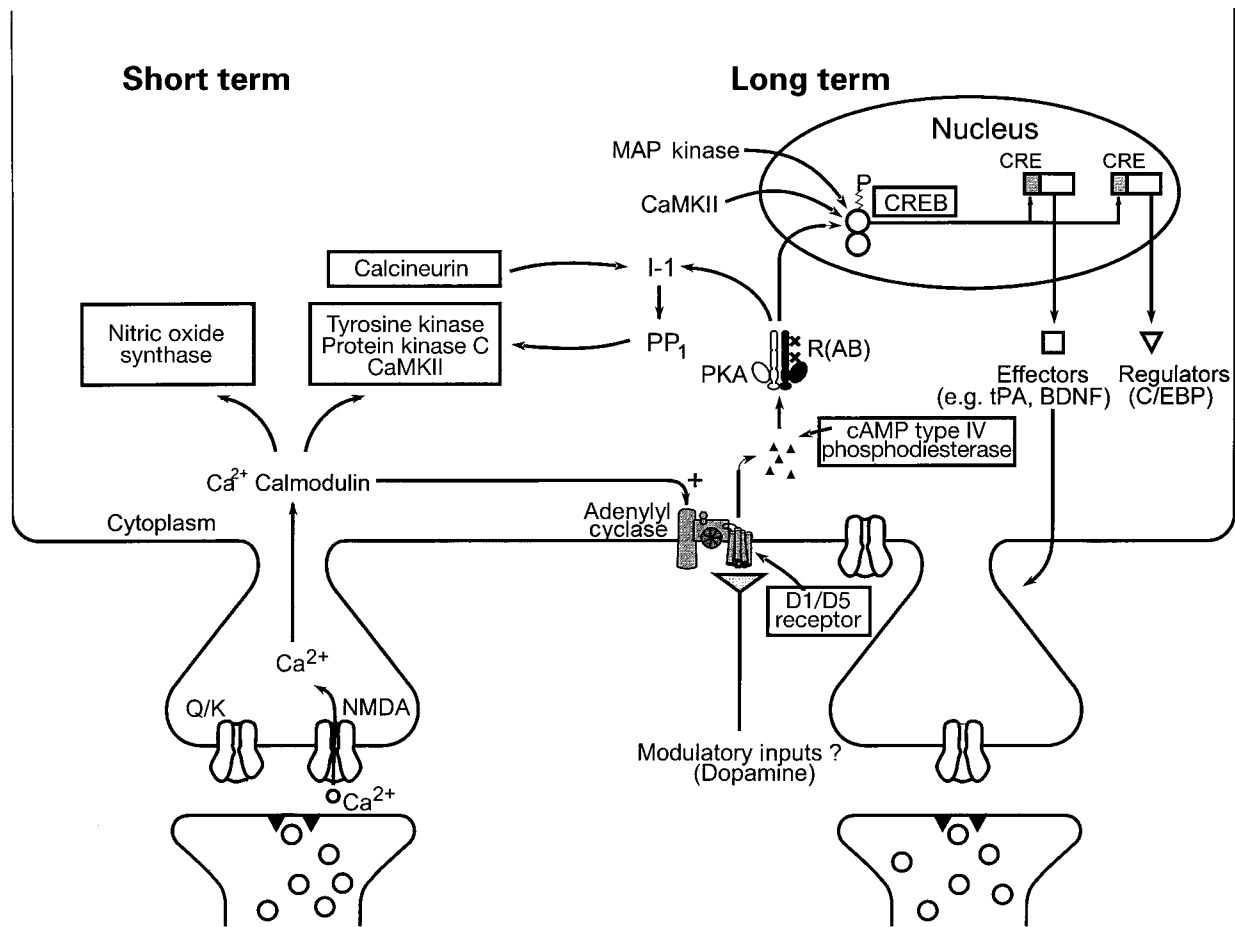 Short term
Long term
Nucleus
MAP kinase
CRE
CRE
P
CaMKII
CREB
Calcineurin
I-1
Nitric oxide
synthase
Tyrosine kinase
Protein kinase C
CaMKII
PP1
R(AB)
PKA
Effectors
(e.g. tPA, BDNF)
Regulators
(C/EBP)
cAMP type IV
phosphodiesterase
Ca2+ Calmodulin
+
Adenylyl
cyclase
Cytoplasm
D1/D5
receptor
Ca2+
Q/K
NMDA
Modulatory inputs ?
(Dopamine)
Ca2+